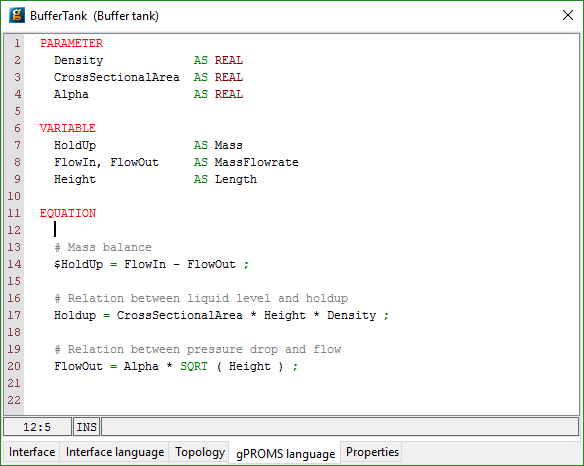 BufferTank (Buffer tank)
1 PARAMETER
2 Density AS REAL
3 CrossSectionalArea AS REAL
4 Alpha AS REAL
5
6 VARIABLE
7 HoldUp AS Mass
8 FlowIn, FlowOut AS MassFlowrate
9 Height AS Length
10
11 EQUATION
12
13 # Mass balance
14 $HoldUp = FlowIn - FlowOut ;
15
16 # Relation between liquid level and holdup
17 Holdup = CrossSectionalArea * Height * Density ;
18
19 # Relation between pressure drop and flow
20 FlowOut = Alpha * SQRT ( Height ) ;
21
22
12:5 INS
Interface Interface language Topology gPROMS language Properties